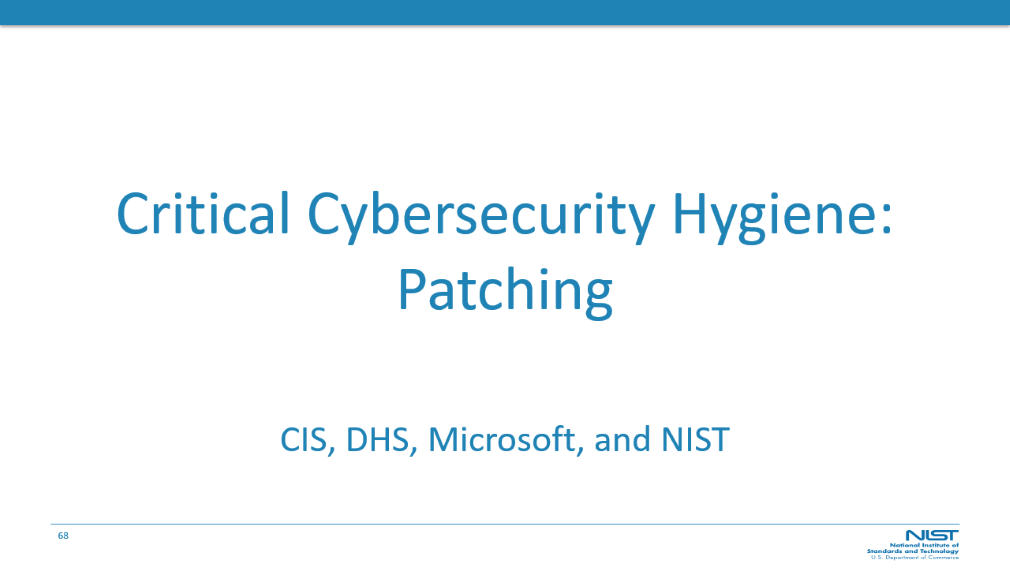 Critical Cybersecurity Hygiene:
Patching
CIS, DHS, Microsoft, and NIST
68
NIST
National Institute of
Standards and Technology
U.S. Department of Commerce